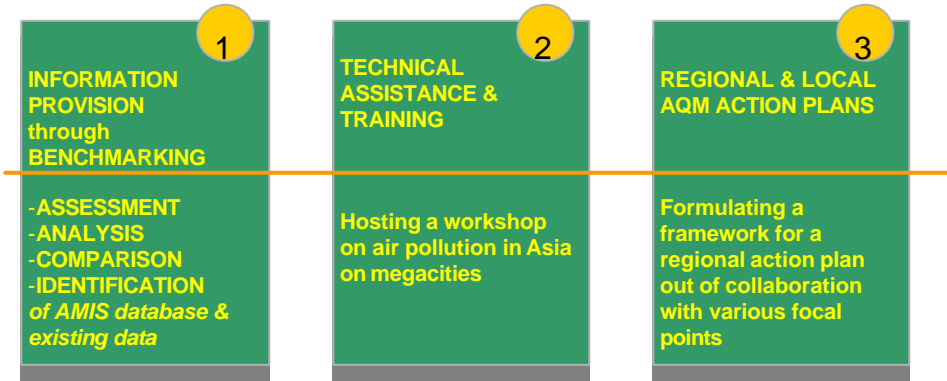 1
INFORMATION
PROVISION
through
BENCHMARKING
-ASSESSMENT
-ANALYSIS
-COMPARISON
-IDENTIFICATION
of AMIS database &
existing data
2
TECHNICAL
ASSISTANCE &
TRAINING
Hosting a workshop
on air pollution in Asia
on megacities
3
REGIONAL & LOCAL
AQM ACTION PLANS
Formulating a
framework for a
regional action plan
out of collaboration
with various focal
points